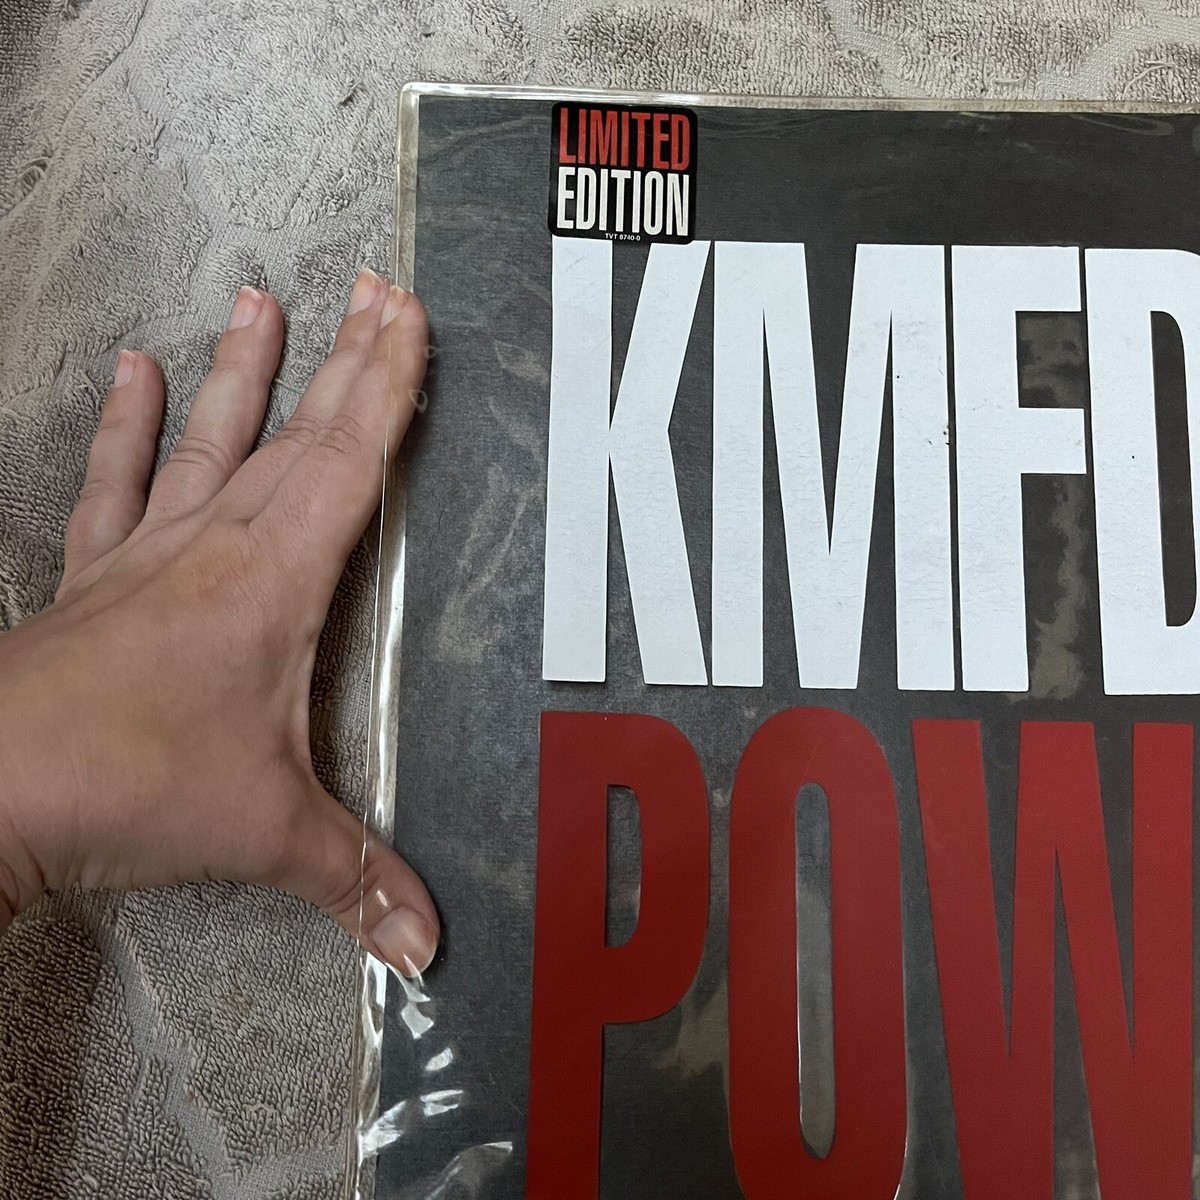 LIMITED
EDITION
TVT 8740-0
KMFD
POW